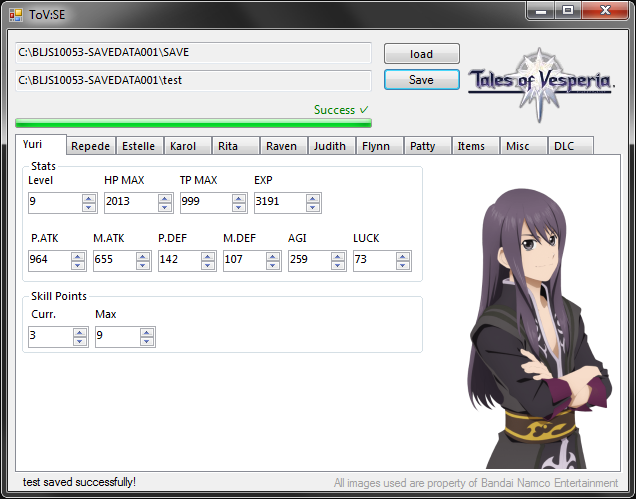 ToV:SE
C:\BLJS10053-SAVEDATA001\SAVE
load
C:\BLJS10053-SAVEDATA001\test
Save
Tales of Vesperia.
Success ✓
Yuri Repede Estelle Karol Rita Raven Judith Flynn Patty Items Misc DLC
Stats
Level HP MAX TP MAX EXP
9 2013 999 3191
P.ATK M.ATK P.DEF M.DEF AGI LUCK
964 655 142 107 259 73
Skill Points
Curr. Max
3 9
test saved successfully!
All images used are property of Bandai Namco Entertainment